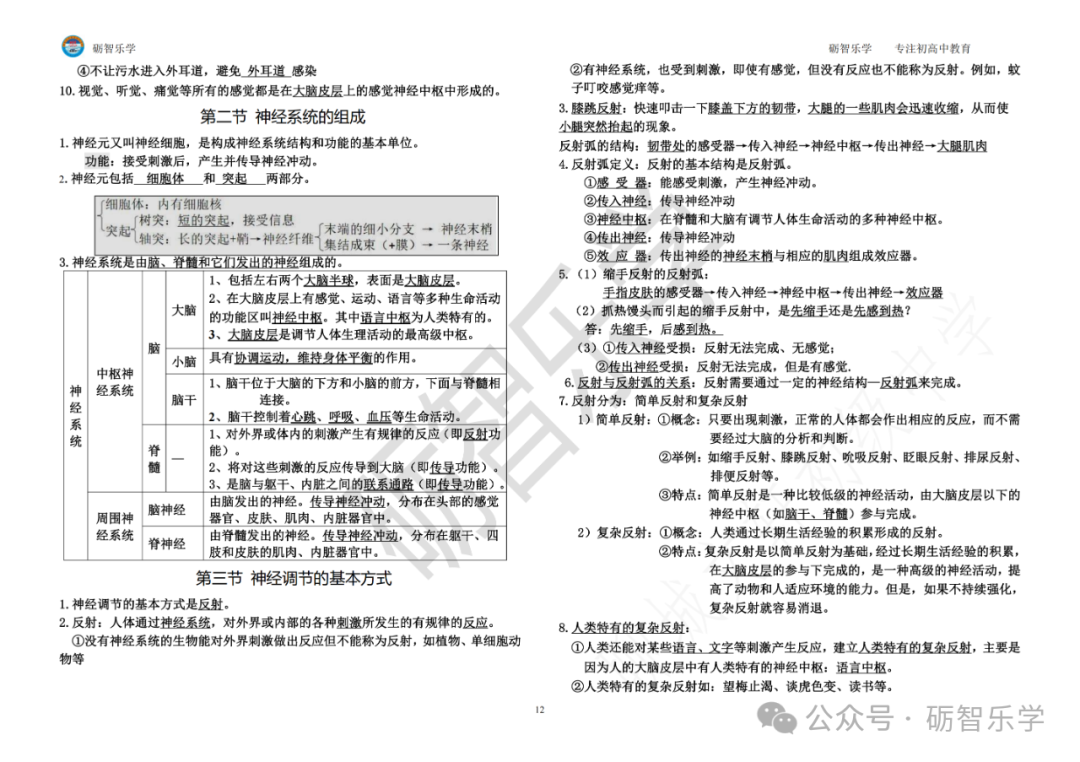 砺智乐学
砺智乐学 专注初高中教育
④不让污水进入外耳道，避免 外耳道 感染
10. 视觉、听觉、痛觉等所有的感觉都是在大脑皮层上的感觉神经中枢中形成的。
第二节 神经系统的组成
1. 神经元又叫神经细胞，是构成神经系统结构和功能的基本单位。
功能：接受刺激后，产生并传导神经冲动。
2. 神经元包括 细胞体 和 突起 两部分。
细胞体：内有细胞核
突起
树突：短的突起，接受信息
轴突：长的突起+鞘→神经纤维
末端的细小分支 → 神经末梢
集结成束（+膜）→ 一条神经
3. 神经系统是由脑、脊髓和它们发出的神经组成的。
神经系统
中枢神经系统
脑
大脑
1、包括左右两个大脑半球，表面是大脑皮层。
2、在大脑皮层上有感觉、运动、语言等多种生命活动
的功能区叫神经中枢。其中语言中枢为人类特有的。
3、大脑皮层是调节人体生理活动的最高级中枢。
小脑
具有协调运动，维持身体平衡的作用。
脑干
1、脑干位于大脑的下方和小脑的前方，下面与脊髓相
连接。
2、脑干控制着心跳、呼吸、血压等生命活动。
脊髓
—
1、对外界或体内的刺激产生有规律的反应（即反射功
能）。
2、将对这些刺激的反应传导到大脑（即传导功能）。
3、是脑与躯干、内脏之间的联系通路（即传导功能）。
周围神经系统
脑神经
由脑发出的神经。传导神经冲动，分布在头部的感觉
器官、皮肤、肌肉、内脏器官中。
脊神经
由脊髓发出的神经。传导神经冲动，分布在躯干、四
肢和皮肤的肌肉、内脏器官中。
第三节 神经调节的基本方式
1. 神经调节的基本方式是反射。
2. 反射：人体通过神经系统，对外界或内部的各种刺激所发生的有规律的反应。
①没有神经系统的生物能对外界刺激做出反应但不能称为反射，如植物、单细胞动
物等
②有神经系统，也受到刺激，即使有感觉，但没有反应也不能称为反射。例如，蚊
子叮咬感觉痒等。
3. 膝跳反射：快速叩击一下膝盖下方的韧带，大腿的一些肌肉会迅速收缩，从而使
小腿突然抬起的现象。
反射弧的结构：韧带处的感受器→传入神经→神经中枢→传出神经→大腿肌肉
4. 反射弧定义：反射的基本结构是反射弧。
①感 受 器：能感受刺激，产生神经冲动。
②传入神经：传导神经冲动
③神经中枢：在脊髓和大脑有调节人体生命活动的多种神经中枢。
④传出神经：传导神经冲动
⑤效 应 器：传出神经的神经末梢与相应的肌肉组成效应器。
5.（1）缩手反射的反射弧：
手指皮肤的感受器→传入神经→神经中枢→传出神经→效应器
（2）抓热馒头而引起的缩手反射中，是先缩手还是先感到热？
答：先缩手，后感到热。
（3）①传入神经受损：反射无法完成、无感觉；
②传出神经受损：反射无法完成，但是有感觉.
6. 反射与反射弧的关系：反射需要通过一定的神经结构—反射弧来完成。
7. 反射分为：简单反射和复杂反射
1）简单反射：①概念：只要出现刺激，正常的人体都会作出相应的反应，而不需
要经过大脑的分析和判断。
②举例：如缩手反射、膝跳反射、吮吸反射、眨眼反射、排尿反射、
排便反射等。
③特点：简单反射是一种比较低级的神经活动，由大脑皮层以下的
神经中枢（如脑干、脊髓）参与完成。
2）复杂反射：①概念：人类通过长期生活经验的积累形成的反射。
②特点：复杂反射是以简单反射为基础，经过长期生活经验的积累，
在大脑皮层的参与下完成的，是一种高级的神经活动，提
高了动物和人适应环境的能力。但是，如果不持续强化，
复杂反射就容易消退。
8. 人类特有的复杂反射：
①人类还能对某些语言、文字等刺激产生反应，建立人类特有的复杂反射，主要是
因为人的大脑皮层中有人类特有的神经中枢：语言中枢。
②人类特有的复杂反射如：望梅止渴、谈虎色变、读书等。
12
砺智乐学
公众号 · 砺智乐学